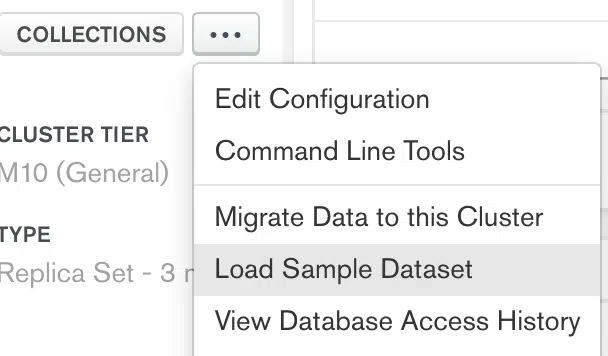 COLLECTIONS
Edit Configuration
CLUSTER TIER
Command Line Tools
M10 (General)
Migrate Data to this Cluster
TYPE
Load Sample Dataset
Replica Set - 3
View Database Access History